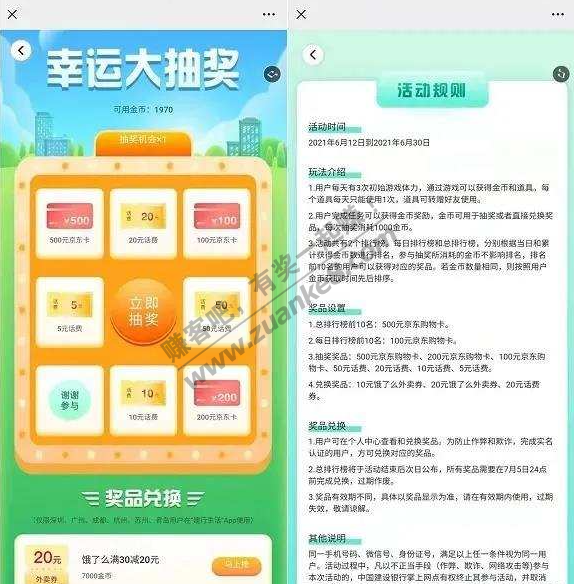 幸运大抽奖
可用金币：1970
抽奖机会×1
￥500
话费
20元
￥100
500元京东卡
20元话费
100元京东卡
话费
5元
立即
抽奖
话费
50元
5元话费
50元话费
谢谢
参与
话费
10元
￥200
10元话费
200元京东卡
奖品兑换
20元
外卖券
饿了么满30减20元
7000金币
马上抢
活动规则
活动时间
2021年6月12日到2021年6月30日
玩法介绍
1.用户每天有3次初始游戏体力，通过游戏可以获得金币和道具，每
个道具每天只能使用1次，道具可转赠好友使用。
2.用户完成任务可以获得金币奖励，金币可用于抽奖或者直接兑换奖
品，每次抽奖消耗1000金币。
3.活动共有2个排行榜，每日排行榜和总排行榜，分别根据当日和累
计获得金币数进行排名，参与抽奖所消耗的金币不影响排名，排名
前10名的用户可以获得对应的奖品。若金币数量相同，则按照用户
金币获取时间先后排序。
奖品设置
1.总排行榜前10名：500元京东购物卡。
2.每日排行榜前10名：100元京东购物卡。
3.抽奖奖品：500元京东购物卡、200元京东购物卡、100元京东购
物卡、50元话费、20元话费、10元话费、5元话费。
4.兑换奖品：10元饿了么外卖券、20元饿了么外卖券、20元话费
券。
奖品兑换
1.用户可在个人中心查看和兑换奖品。为防止作弊和欺诈，完成实名
认证的用户，方可兑换对应的奖品。
2.总排行榜将于活动结束后次日公布，所有奖品需要在7月5日24点
前完成兑换，过期作废。
3.奖品有效期不同，具体以奖品显示为准，请在有效期内使用，过期
失效，敬请谅解。
其他说明
同一手机号码、微信号、身份证号，满足以上任一条件视为同一用
户。活动过程中，凡以不正当手段（作弊、欺诈、网络攻击等)参与
本次活动的，中国建设银行掌上网点有权终止其参与活动，并取消
赚客吧，有奖一起赚！
www.zuanke8.com